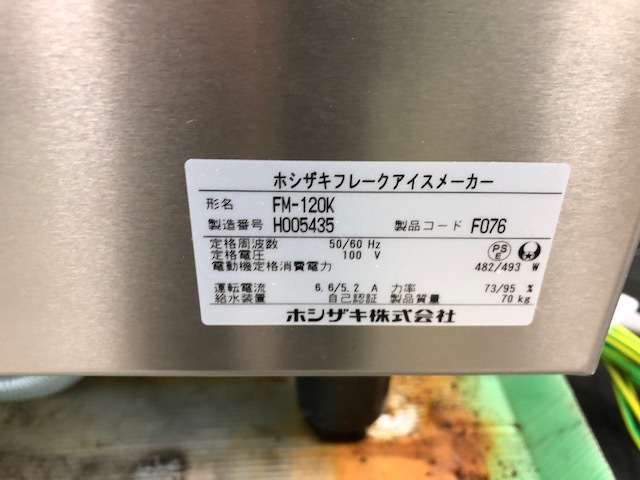 ホシザキフレークアイスメーカー
形名 FM-120K
製造番号 H005435 製品コード F076
定格周波数 50/60 Hz
定格電圧 100 V
電動機定格消費電力 482/493 W
PS E
運転電流 6.6/5.2 A 力率 73/95 %
給水装置 自己認証 製品質量 70 kg
ホシザキ株式会社